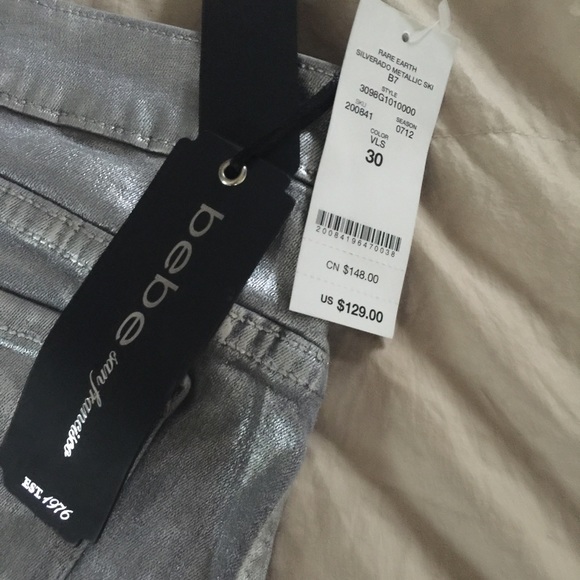 bebe
san francisco
EST. 1976
RARE EARTH
SILVERADO METALLIC SKI
B7
STYLE
3098G1010000
SKU SEASON
200841 0712
COLOR
VLS
30
20084196470038
CN $148.00
US $129.00